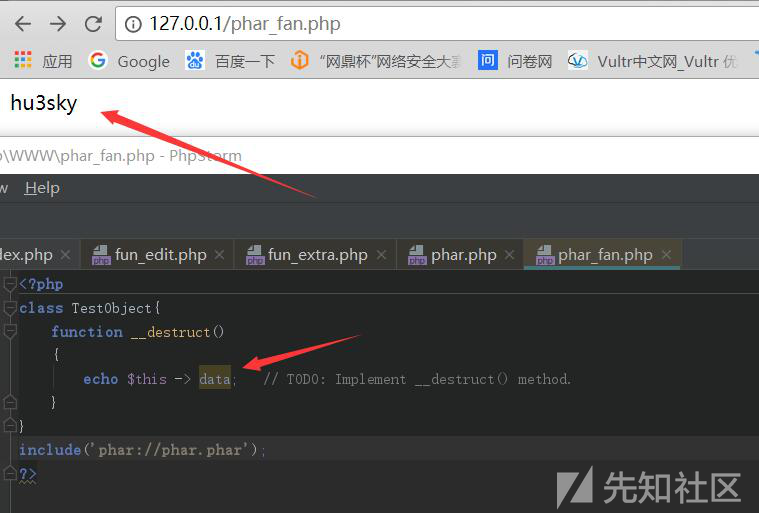 127.0.0.1/phar_fan.php
应用 Google 百度一下 “网鼎杯”网络安全大赛 问 问卷网 Vultr中文网_Vultr 优
hu3sky
\WWW\phar_fan.php - PhpStorm
w Help
dex.php fun_edit.php fun_extra.php phar.php phar_fan.php
<?php
class TestObject{
function __destruct()
{
echo $this -> data; // TODO: Implement __destruct() method.
}
}
include('phar://phar.phar');
?>
先知社区